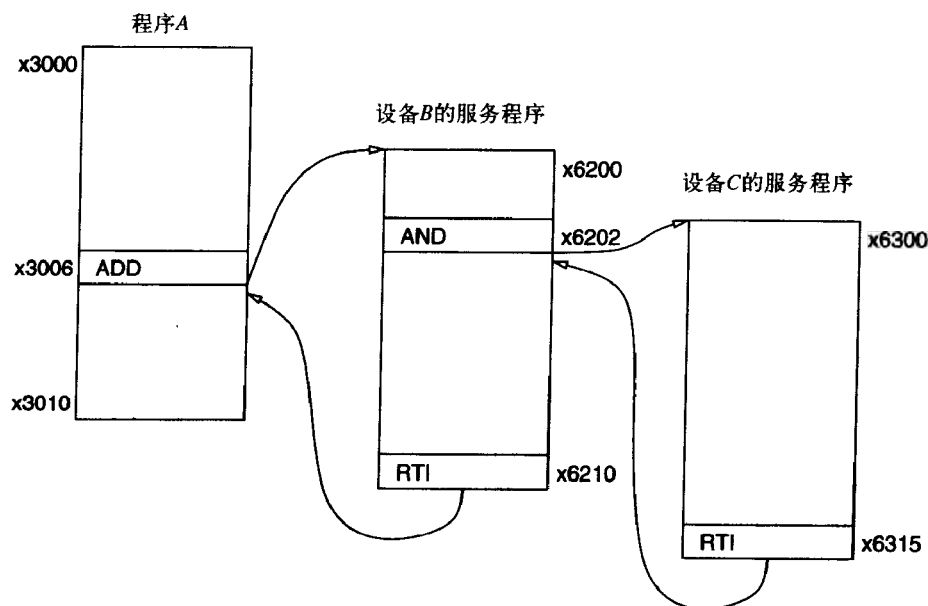 程序A
x3000
x3006 ADD
x3010
设备B的服务程序
x6200
AND x6202
RTI x6210
设备C的服务程序
x6300
RTI x6315